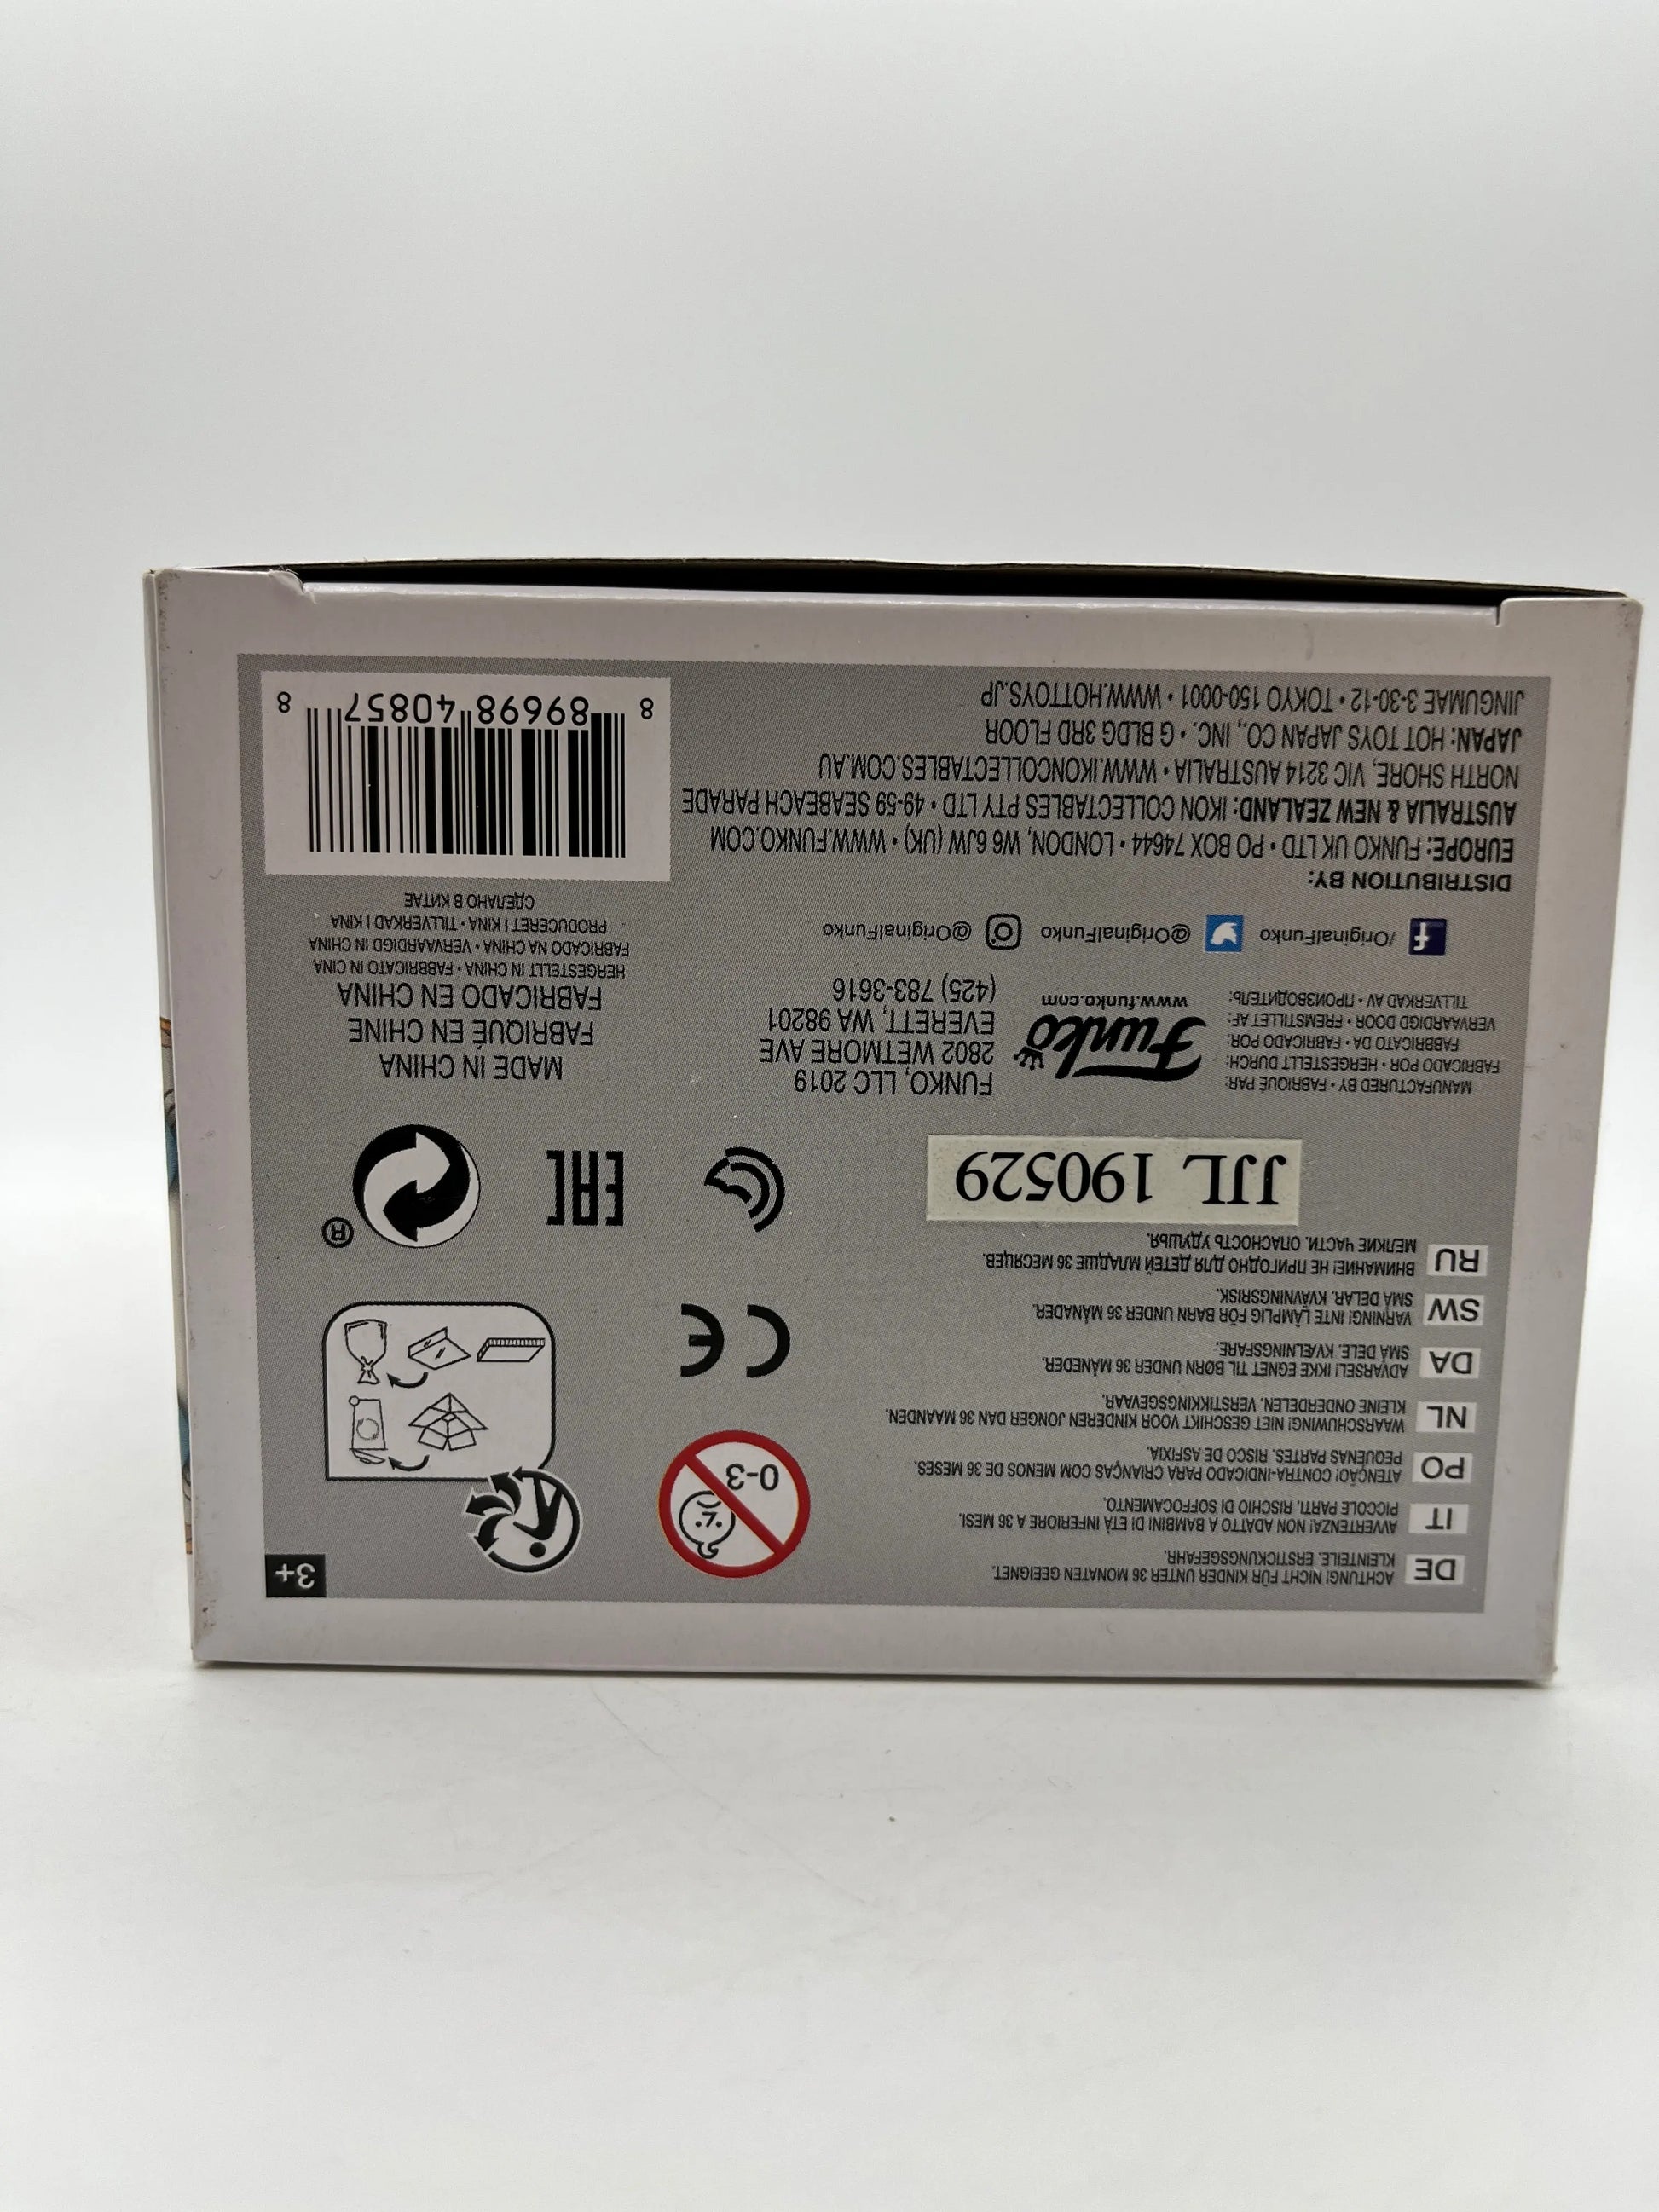 DE ACHTUNG! NICHT FÜR KINDER UNTER 36 MONATEN GEEIGNET.
KLEINTEILE. ERSTICKUNGSGEFAHR.
IT AVVERTENZA! NON ADATTO A BAMBINI DI ETÀ INFERIORE A 36 MESI.
PICCOLE PARTI. RISCHIO DI SOFFOCAMENTO.
PO ATENÇÃO! CONTRA-INDICADO PARA CRIANÇAS COM MENOS DE 36 MESES.
PEQUENAS PARTES. RISCO DE ASFIXIA.
NL WAARSCHUWING! NIET GESCHIKT VOOR KINDEREN JONGER DAN 36 MAANDEN.
KLEINE ONDERDELEN. VERSTIKKINGSGEVAAR.
DA ADVARSEL! IKKE EGNET TIL BØRN UNDER 36 MÅNEDER.
SMÅ DELE. KVÆLNINGSFARE.
SW VARNING! INTE LÄMPLIG FÖR BARN UNDER 36 MÅNADER.
SMÅ DELAR. KVÄVNINGSRISK.
RU ВНИМАНИЕ! НЕ ПРИГОДНО ДЛЯ ДЕТЕЙ МЛАДШЕ 36 МЕСЯЦЕВ.
МЕЛКИЕ ЧАСТИ. ОПАСНОСТЬ УДУШЬЯ.
0-3
3+
CE
EAC
®
JJL 190529
MANUFACTURED BY • FABRIQUÉ PAR:
FABRICADO POR • HERGESTELLT DURCH:
FABBRICATO DA • FABRICADO POR:
VERVAARDIGD DOOR • FREMSTILLET AF:
TILLVERKAD AV • ПРОИЗВОДИТЕЛЬ:
Funko
www.funko.com
FUNKO, LLC 2019
2802 WETMORE AVE
EVERETT, WA 98201
(425) 783-3616
MADE IN CHINA
FABRIQUÉ EN CHINE
FABRICADO EN CHINA
HERGESTELLT IN CHINA • FABBRICATO IN CINA
FABRICADO NA CHINA • VERVAARDIGD IN CHINA
PRODUCERET I KINA • TILLVERKAD I KINA
СДЕЛАНО В КИТАЕ
f /OriginalFunko @OriginalFunko @OriginalFunko
DISTRIBUTION BY:
EUROPE: FUNKO UK LTD • PO BOX 74644 • LONDON, W6 6JW (UK) • WWW.FUNKO.COM
AUSTRALIA & NEW ZEALAND: IKON COLLECTABLES PTY LTD • 49-59 SEABEACH PARADE
NORTH SHORE, VIC 3214 AUSTRALIA • WWW.IKONCOLLECTABLES.COM.AU
JAPAN: HOT TOYS JAPAN CO., INC. • G BLDG 3RD FLOOR
JINGUMAE 3-30-12 • TOKYO 150-0001 • WWW.HOTTOYS.JP
8 89698 40857 8